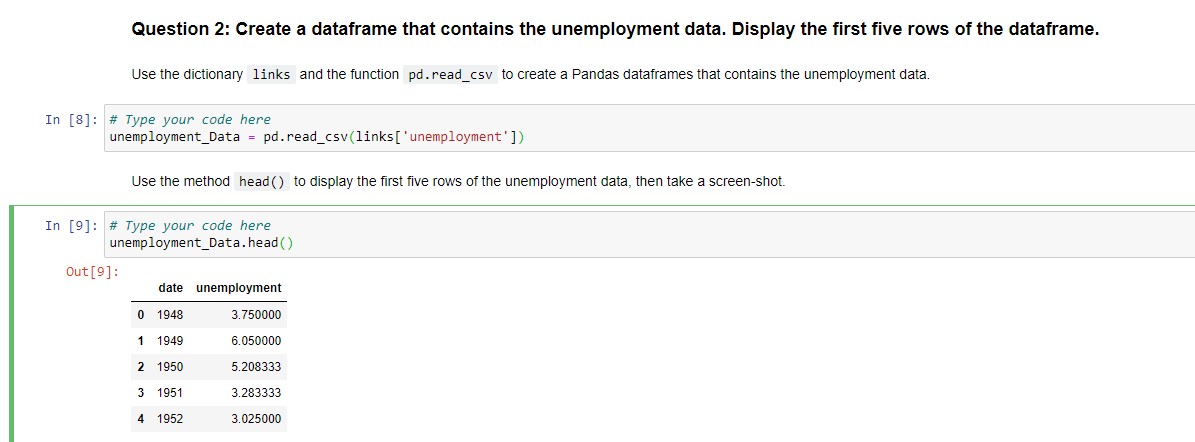 Question 2: Create a dataframe that contains the unemployment data. Display the first five rows of the dataframe.
Use the dictionary links and the function pd.read_csv to create a Pandas dataframes that contains the unemployment data.
In [8]: # Type your code here
unemployment_Data = pd.read_csv(links['unemployment'])
Use the method head() to display the first five rows of the unemployment data, then take a screen-shot.
In [9]: # Type your code here
unemployment_Data.head()
Out[9]:
date unemployment
0 1948 3.750000
1 1949 6.050000
2 1950 5.208333
3 1951 3.283333
4 1952 3.025000